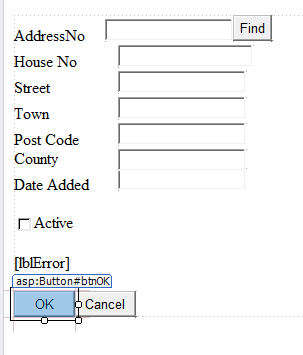 AddressNo Find
House No
Street
Town
Post Code
County
Date Added
Active
[lblError]
asp:Button#btnOK
OK Cancel